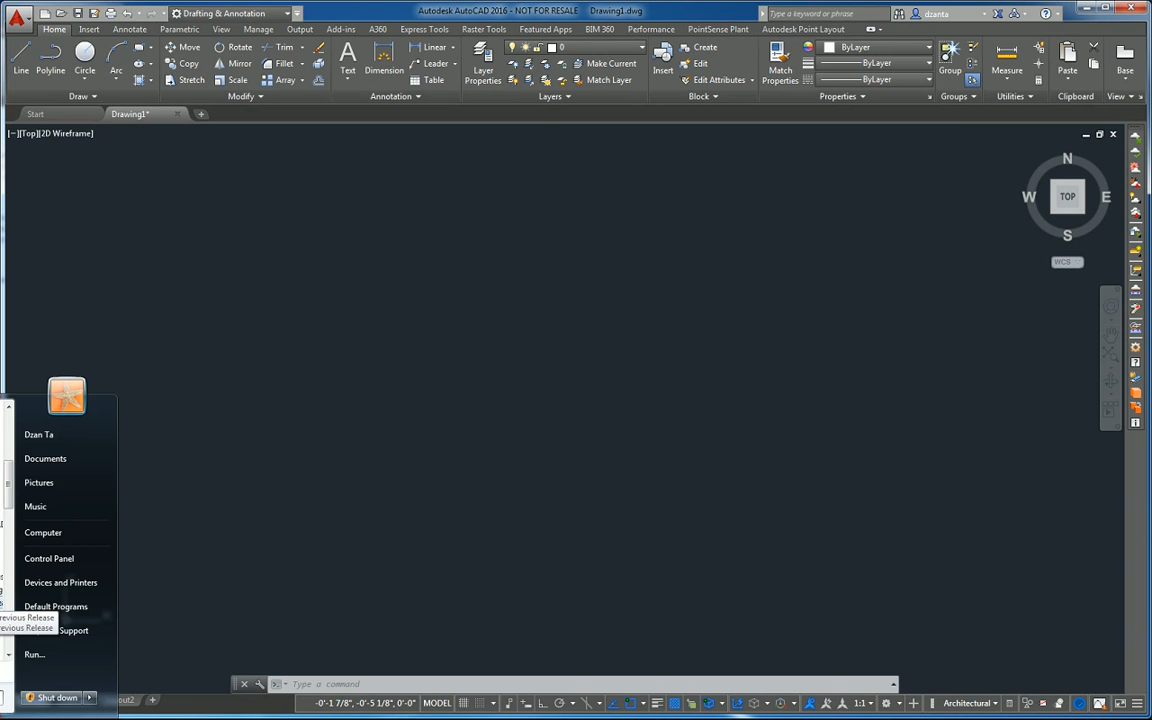 Autodesk AutoCAD 2016 - NOT FOR RESALE Drawing1.dwg
Drafting & Annotation
Type a keyword or phrase
dzanta
Home Insert Annotate Parametric View Manage Output Add-ins A360 Express Tools Raster Tools Featured Apps BIM 360 Performance PointSense Plant Autodesk Point Layout
Line Polyline Circle Arc
Move Rotate Trim
Copy Mirror Fillet
Stretch Scale Array
Text Dimension
Linear
Leader
Table
Layer Properties
0
Make Current
Match Layer
Insert
Create
Edit
Edit Attributes
Match Properties
ByLayer
ByLayer
ByLayer
Group
Measure
Paste
Base
Draw Modify Annotation Layers Block Properties Groups Utilities Clipboard View
Start Drawing1*
[−][Top][2D Wireframe]
N
W TOP E
S
WCS
Dzan Ta
Documents
Pictures
Music
Computer
Control Panel
Devices and Printers
Default Programs
revious Release
revious Release
Support
Run...
Shut down
out2
Type a command
-0'-1 7/8", -0'-5 1/8", 0'-0" MODEL
1:1
Architectural